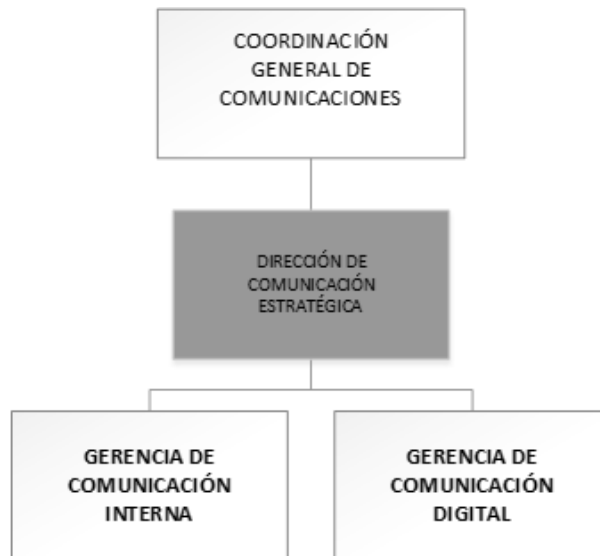 COORDINACIÓN
GENERAL DE
COMUNICACIONES
DIRECCIÓN DE
COMUNICACIÓN
ESTRATÉGICA
GERENCIA DE
COMUNICACIÓN
INTERNA
GERENCIA DE
COMUNICACIÓN
DIGITAL